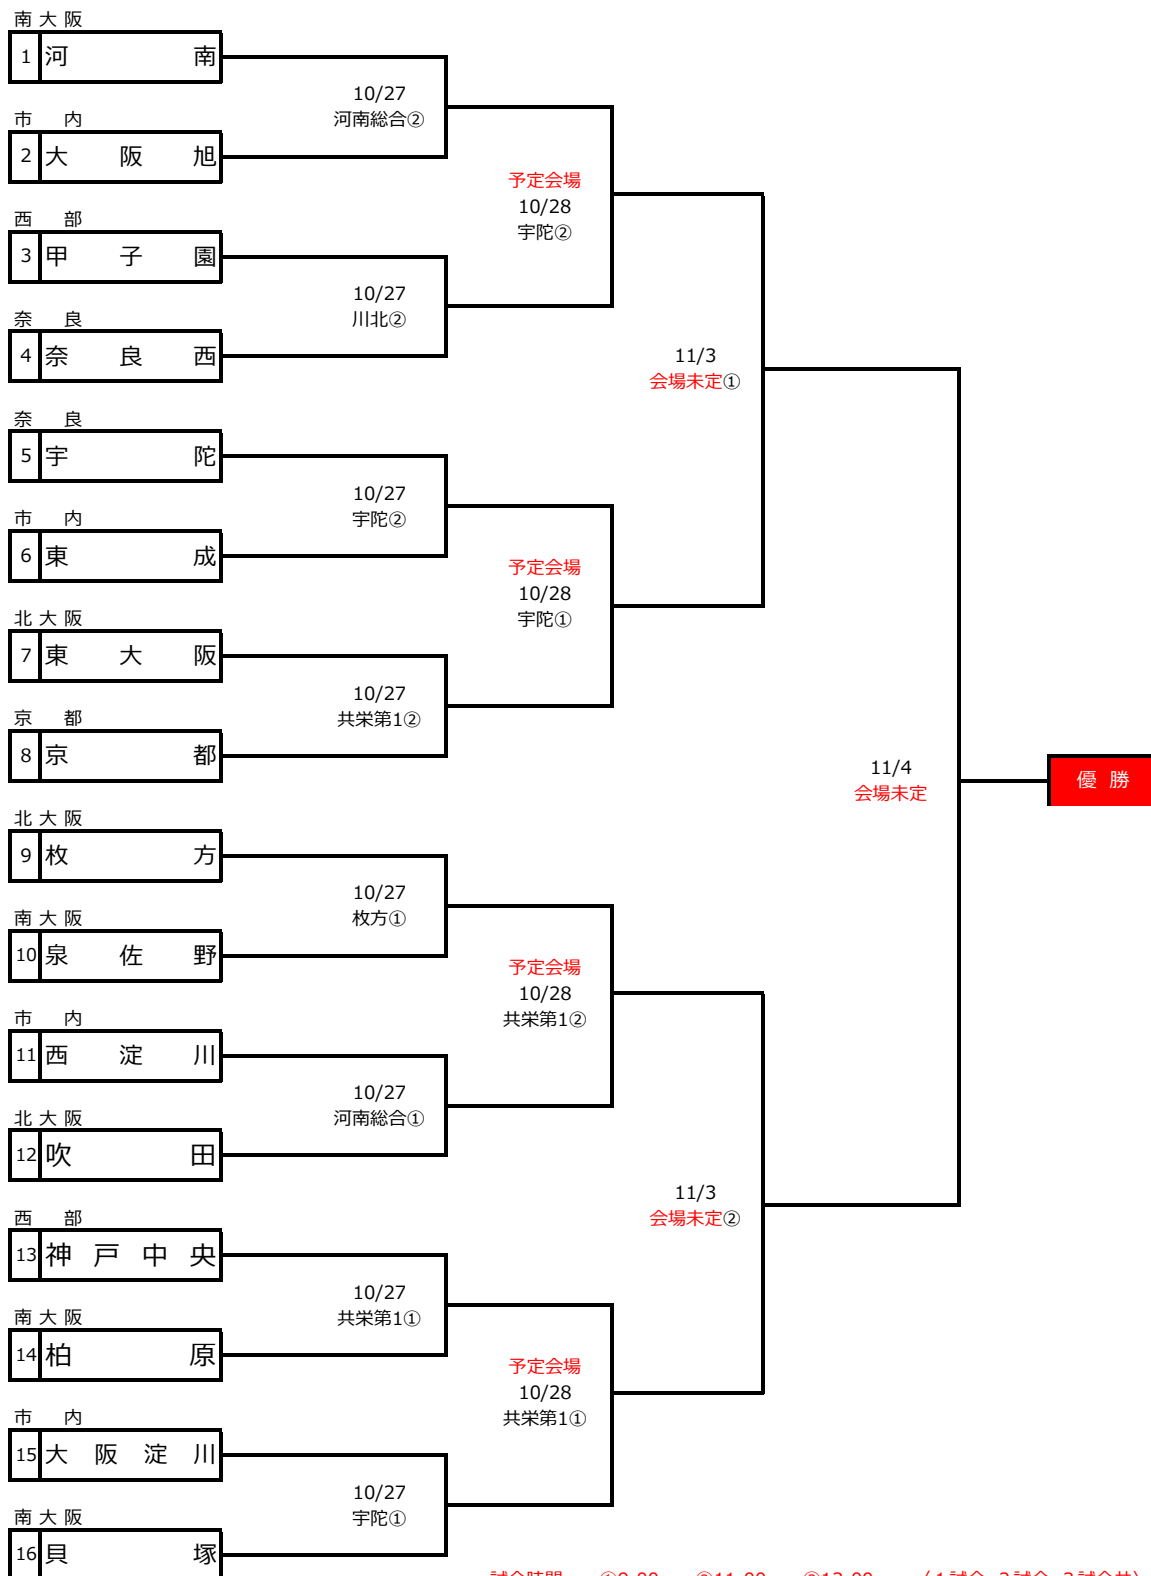 南大阪
1 河南
10/27
河南総合②
市内
2 大阪旭
予定会場
10/28
宇陀②
西部
3 甲子園
10/27
川北②
奈良
4 奈良西
11/3
会場未定①
奈良
5 宇陀
10/27
宇陀②
市内
6 東成
予定会場
10/28
宇陀①
北大阪
7 東大阪
10/27
共栄第1②
京都
8 京都
11/4
会場未定
優勝
北大阪
9 枚方
10/27
枚方①
南大阪
10 泉佐野
予定会場
10/28
共栄第1②
市内
11 西淀川
10/27
河南総合①
北大阪
12 吹田
11/3
会場未定②
西部
13 神戸中央
10/27
共栄第1①
南大阪
14 柏原
予定会場
10/28
共栄第1①
市内
15 大阪淀川
10/27
宇陀①
南大阪
16 貝塚